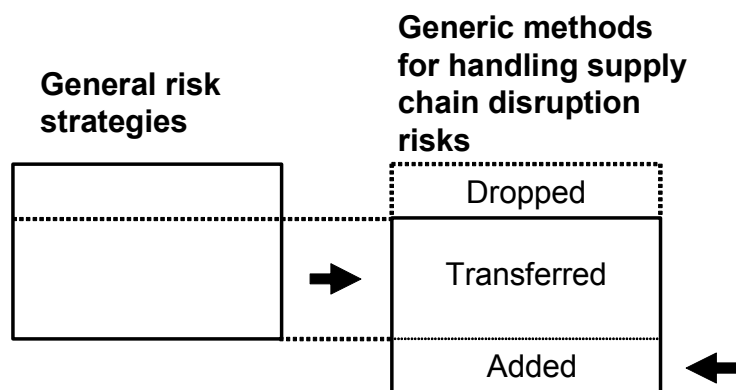 General risk
strategies
Generic methods
for handling supply
chain disruption
risks
Dropped
Transferred
Added